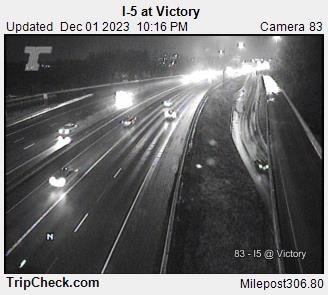 I-5 at Victory
Updated Dec 01 2023 10:16 PM Camera 83
T
N
83 - I5 @ Victory
TripCheck.com Milepost306.80